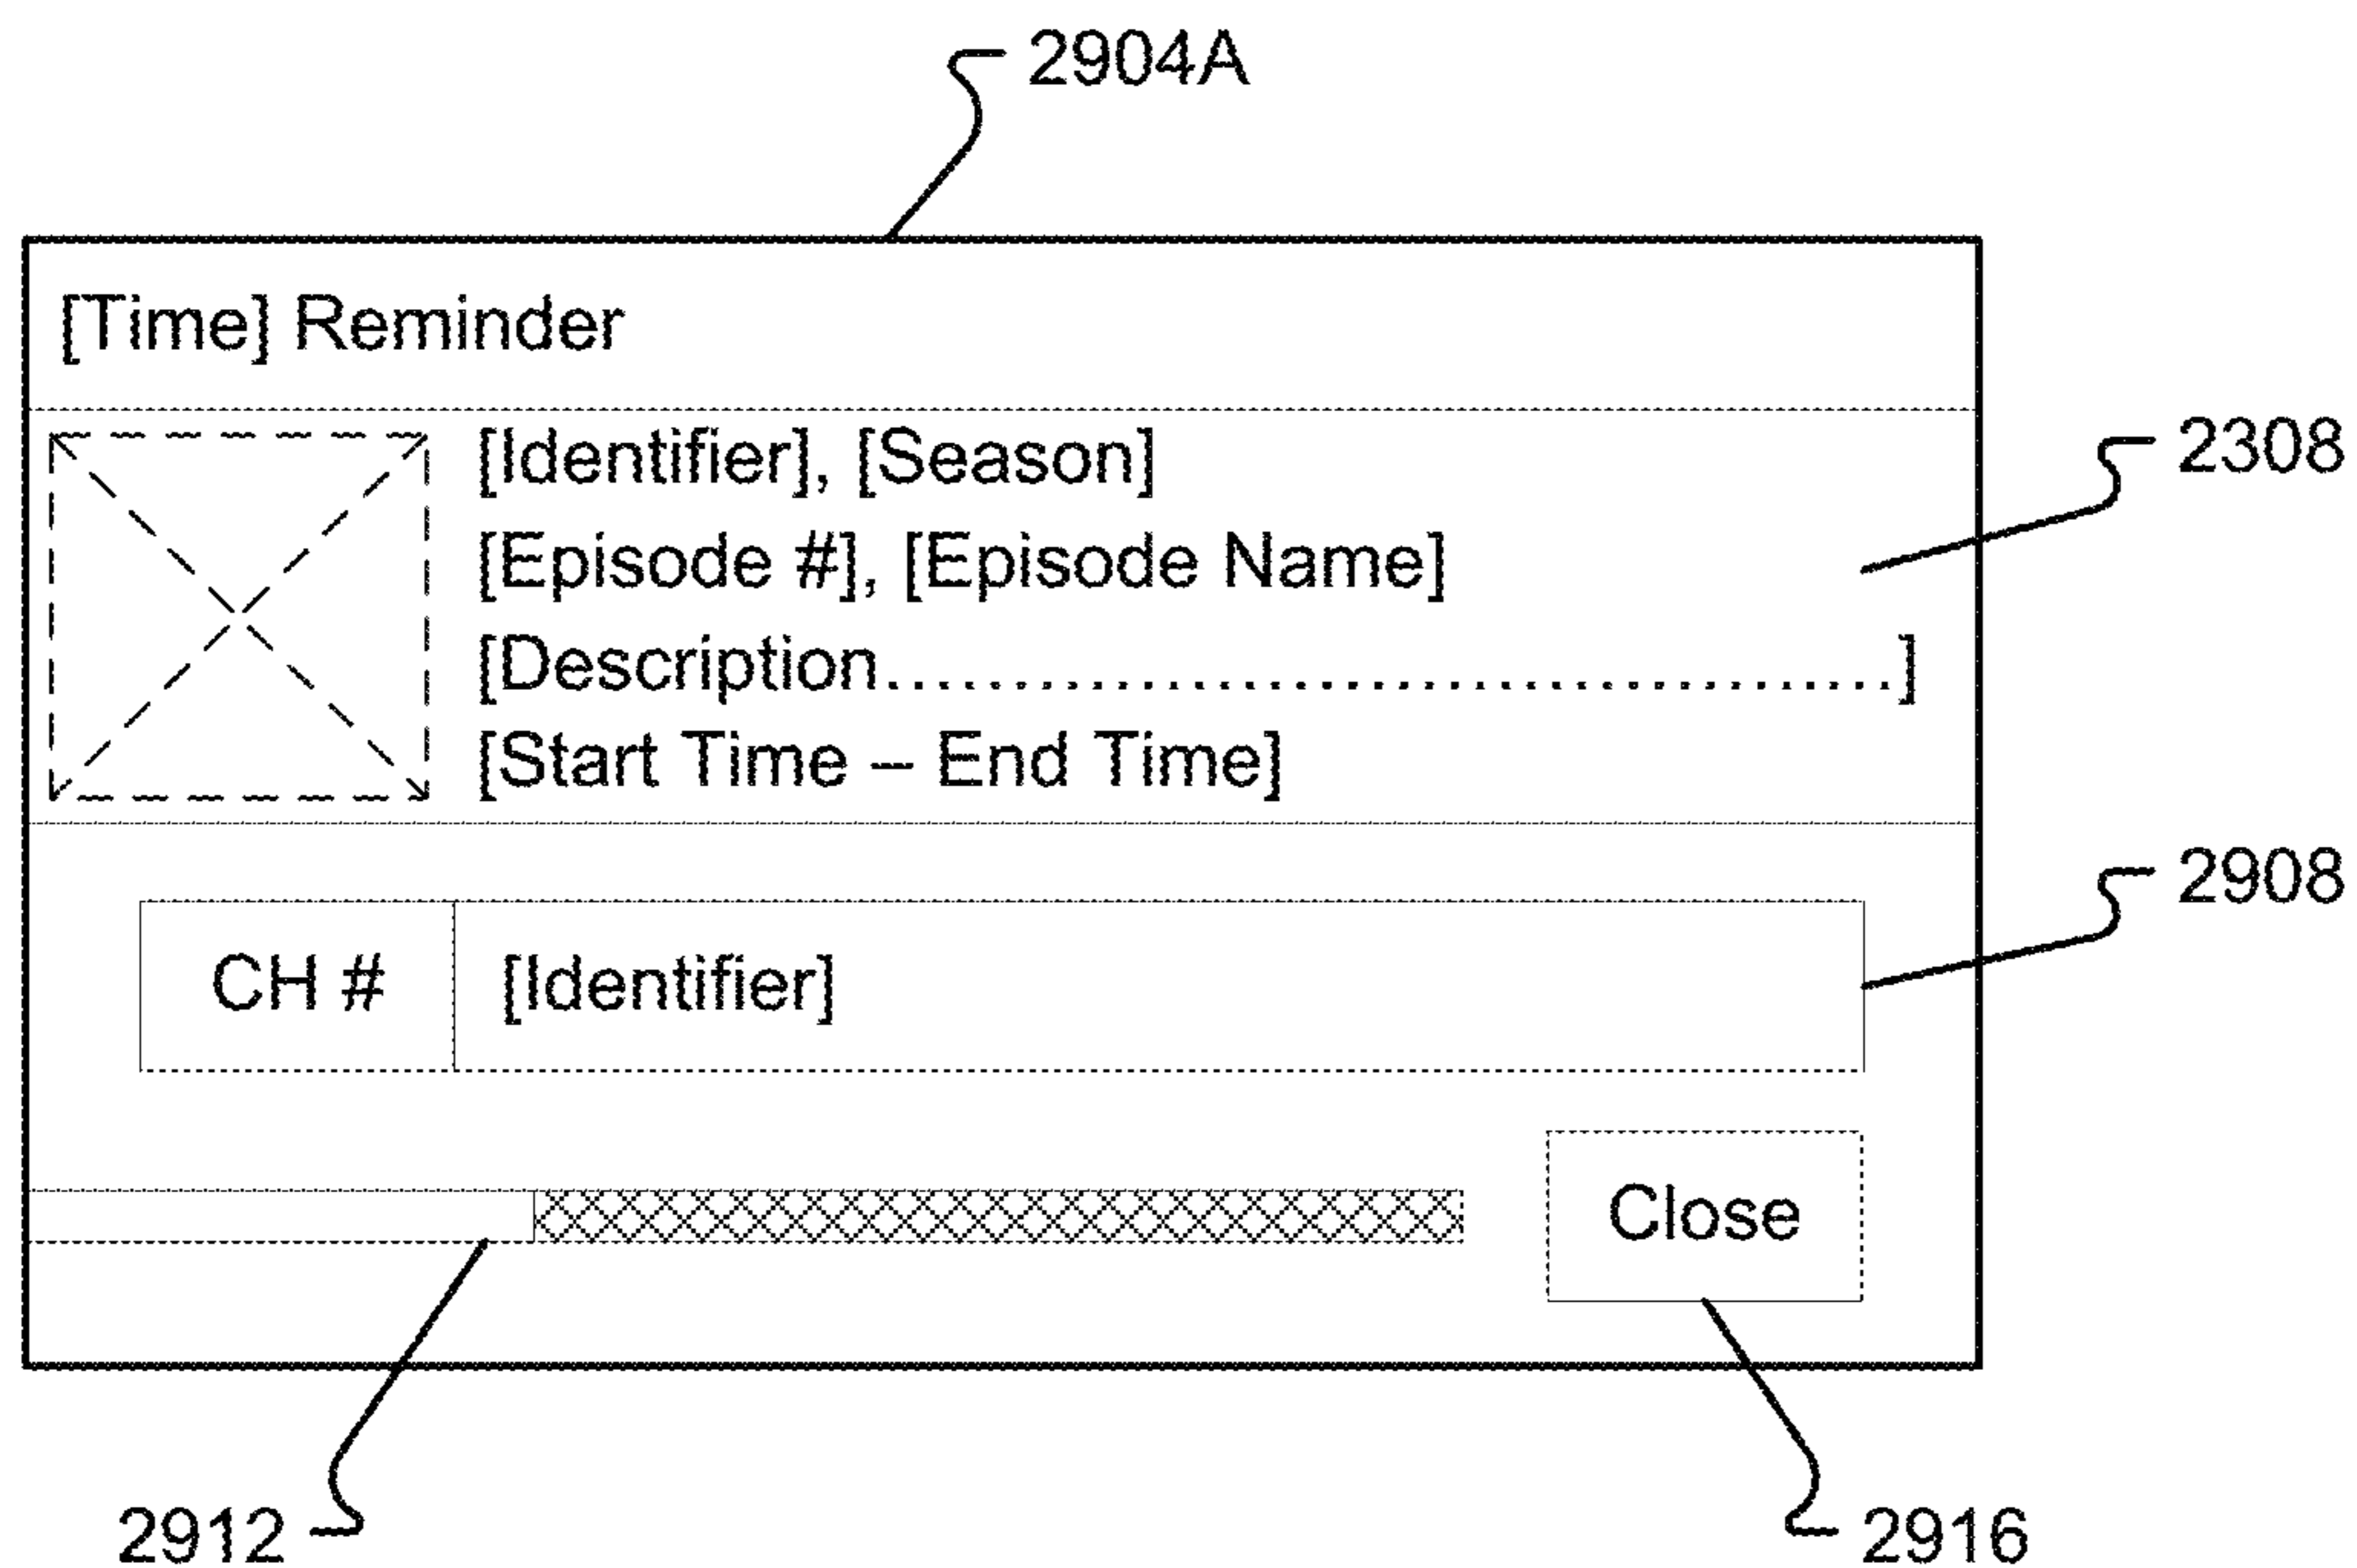 2904A
[Time] Reminder
[Identifier], [Season]
2308
[Episode #], [Episode Name]
[Description........................................]
[Start Time – End Time]
2908
CH # [Identifier]
Close
2912
2916